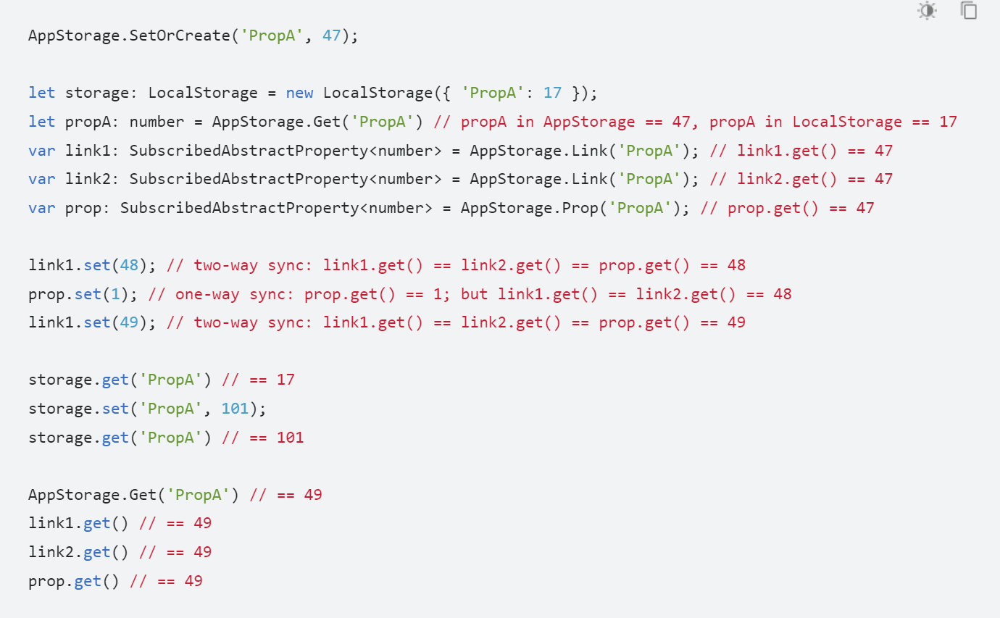 AppStorage.SetOrCreate('PropA', 47);
let storage: LocalStorage = new LocalStorage({ 'PropA': 17 });
let propA: number = AppStorage.Get('PropA') // propA in AppStorage == 47, propA in LocalStorage == 17
var link1: SubscribedAbstractProperty<number> = AppStorage.Link('PropA'); // link1.get() == 47
var link2: SubscribedAbstractProperty<number> = AppStorage.Link('PropA'); // link2.get() == 47
var prop: SubscribedAbstractProperty<number> = AppStorage.Prop('PropA'); // prop.get() == 47
link1.set(48); // two-way sync: link1.get() == link2.get() == prop.get() == 48
prop.set(1); // one-way sync: prop.get() == 1; but link1.get() == link2.get() == 48
link1.set(49); // two-way sync: link1.get() == link2.get() == prop.get() == 49
storage.get('PropA') // == 17
storage.set('PropA', 101);
storage.get('PropA') // == 101
AppStorage.Get('PropA') // == 49
link1.get() // == 49
link2.get() // == 49
prop.get() // == 49